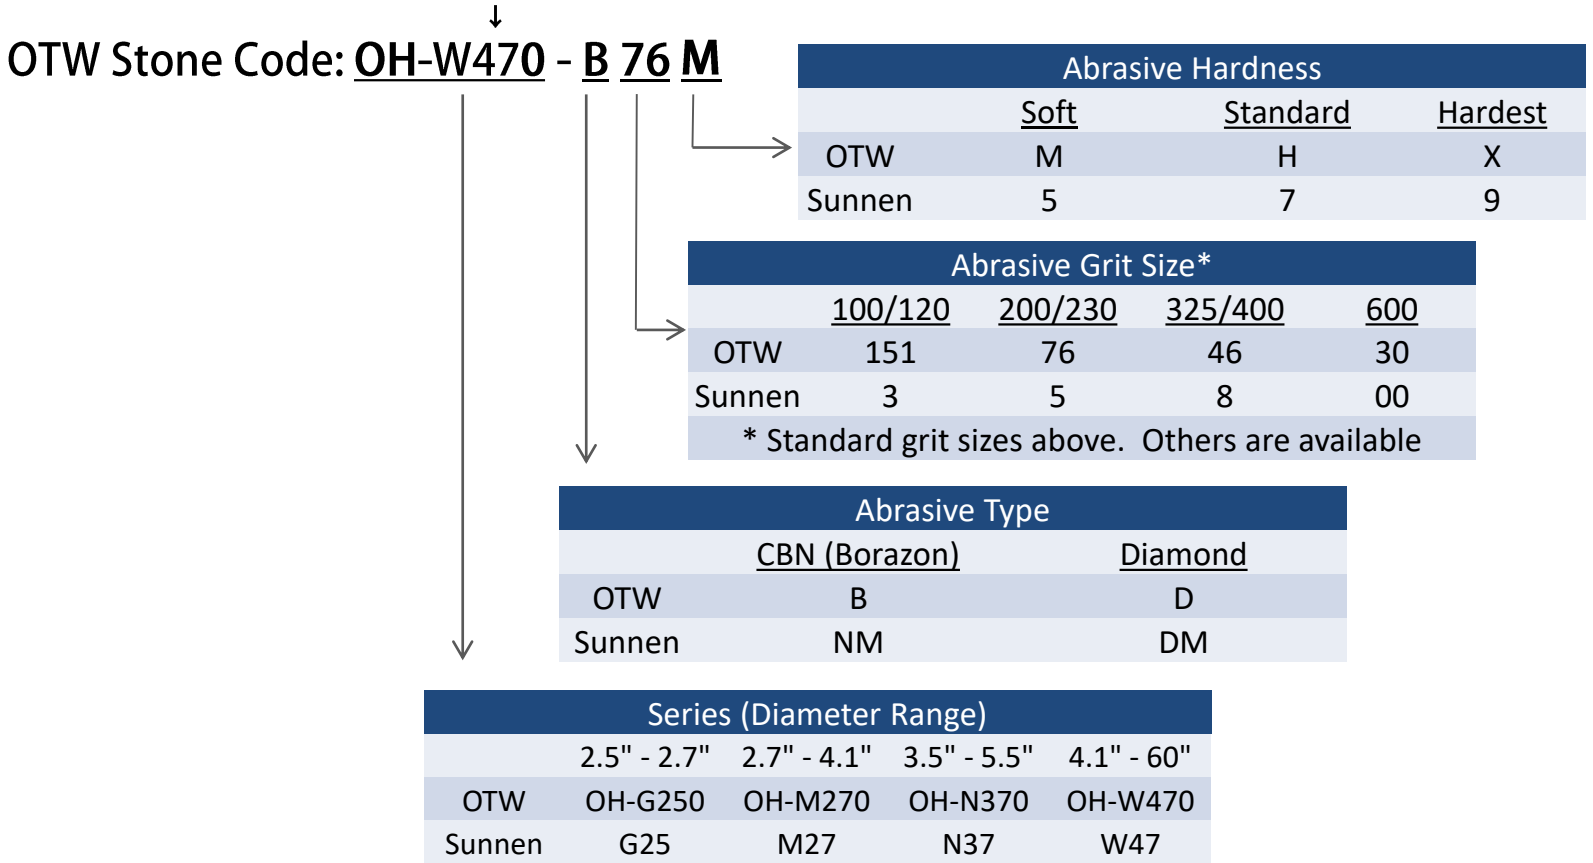 ↓
OTW Stone Code: OH-W470 - B 76 M
Abrasive Hardness
Soft Standard Hardest
OTW M H X
Sunnen 5 7 9
Abrasive Grit Size*
100/120 200/230 325/400 600
OTW 151 76 46 30
Sunnen 3 5 8 00
* Standard grit sizes above. Others are available
Abrasive Type
CBN (Borazon) Diamond
OTW B D
Sunnen NM DM
Series (Diameter Range)
2.5" - 2.7" 2.7" - 4.1" 3.5" - 5.5" 4.1" - 60"
OTW OH-G250 OH-M270 OH-N370 OH-W470
Sunnen G25 M27 N37 W47